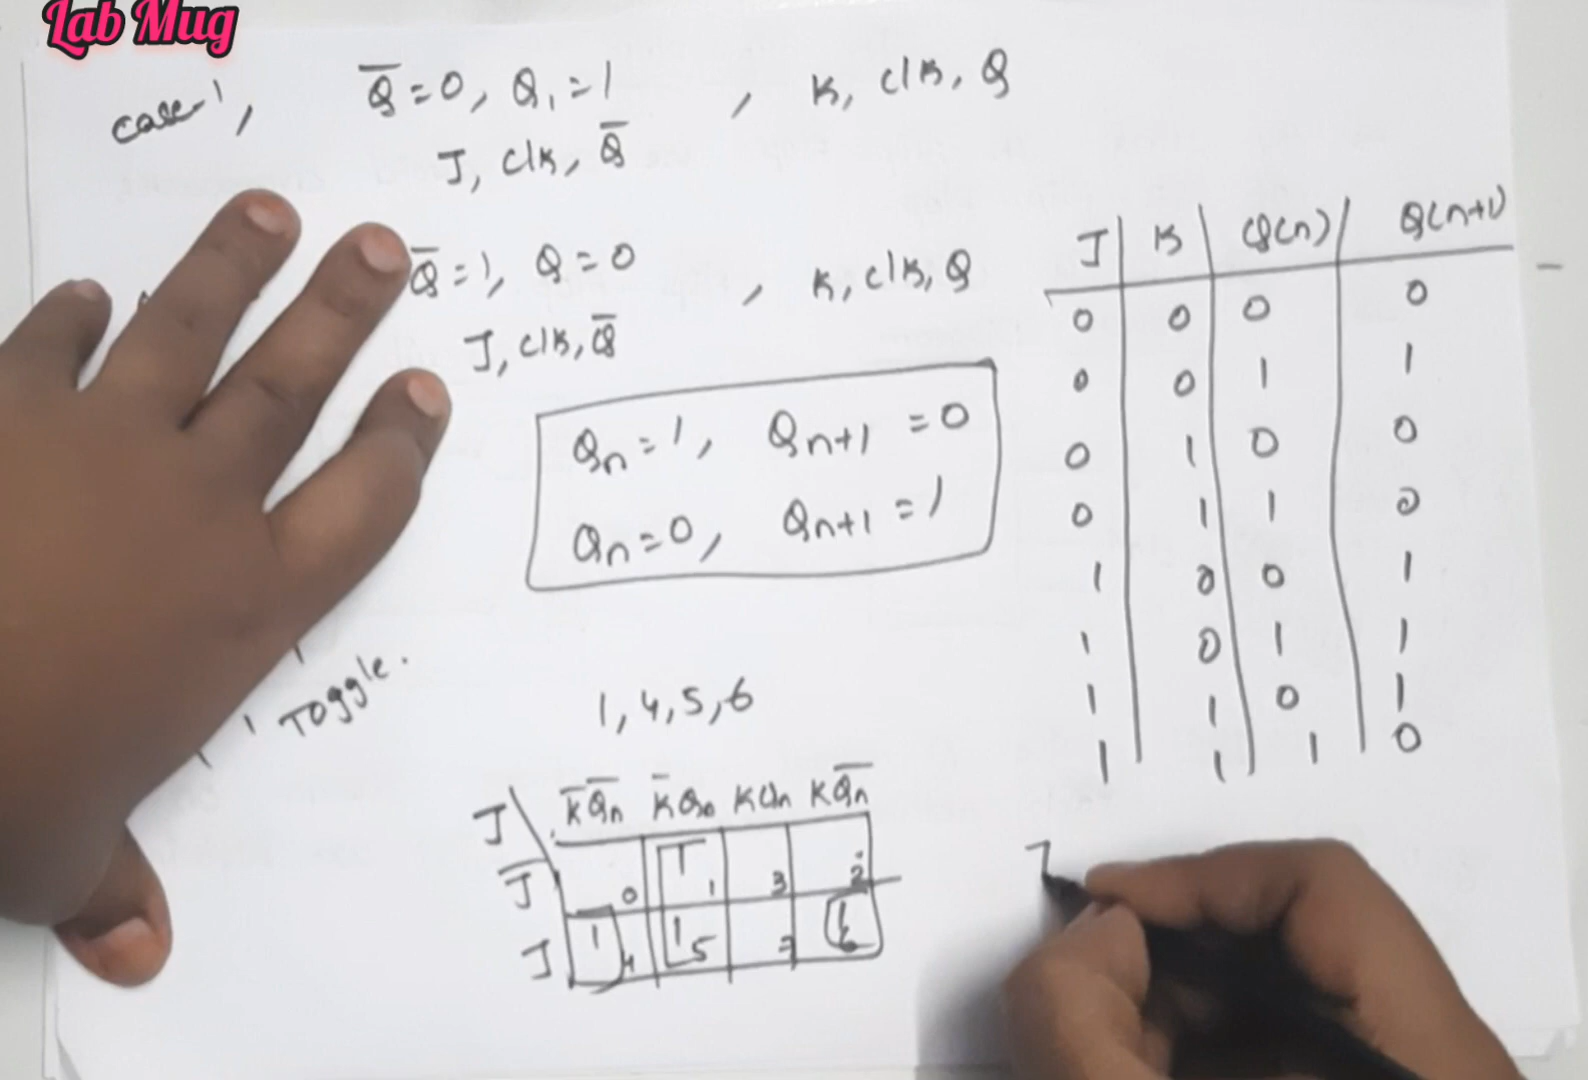 Lab Mug
case-1, Q̅ = 0, Q, = 1 , K, clk, Q
J, clk, Q̅
Q̅ = 1, Q = 0 , K, clk, Q
J, clk, Q̅
Qn = 1, Qn+1 = 0
Qn = 0, Qn+1 = 1
1 Toggle.
1, 4, 5, 6
J K̅Q̅n K̅Qn KQn KQ̅n
J̅ 0 1 1 3 2
J 1 4 1 5 7 1 6
J K Q(n) Q(n+1)
0 0 0 0
0 0 1 1
0 1 0 0
0 1 1 0
1 0 0 1
1 0 1 1
1 1 0 1
1 1 1 0